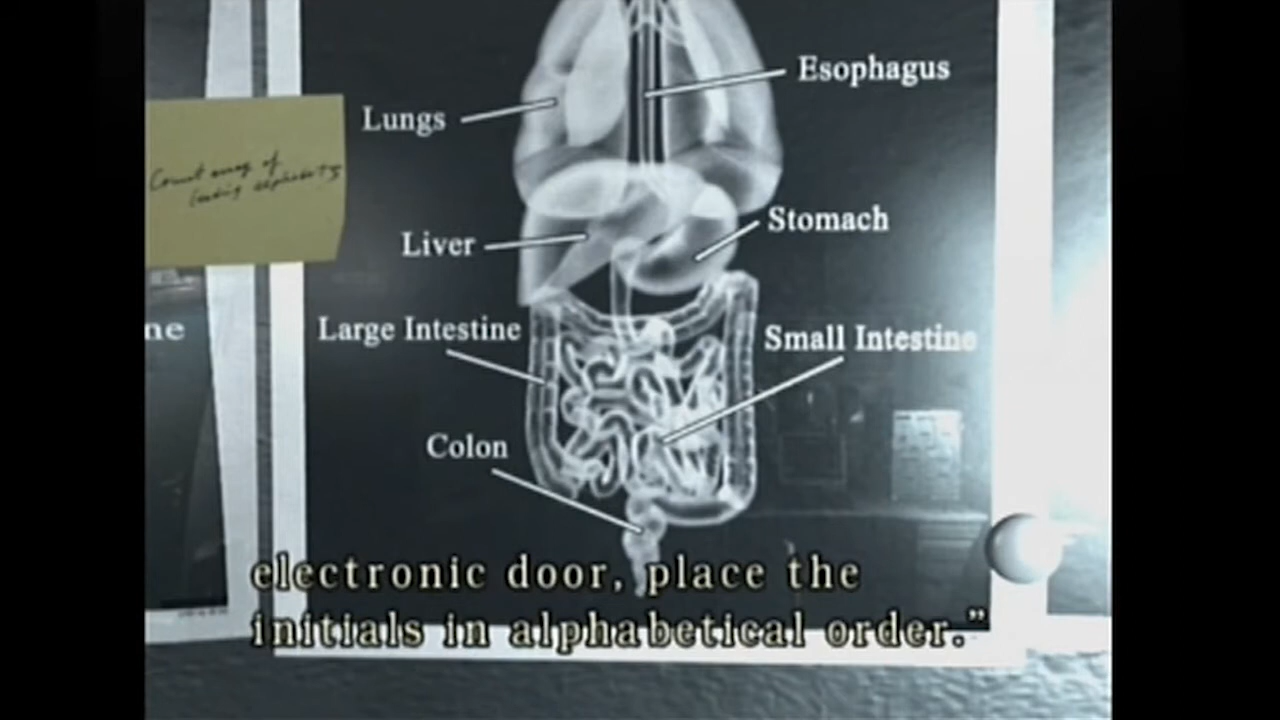 Esophagus
Lungs
Stomach
Liver
ne
Large Intestine
Small Intestine
Colon
electronic door, place the
initials in alphabetical order.”